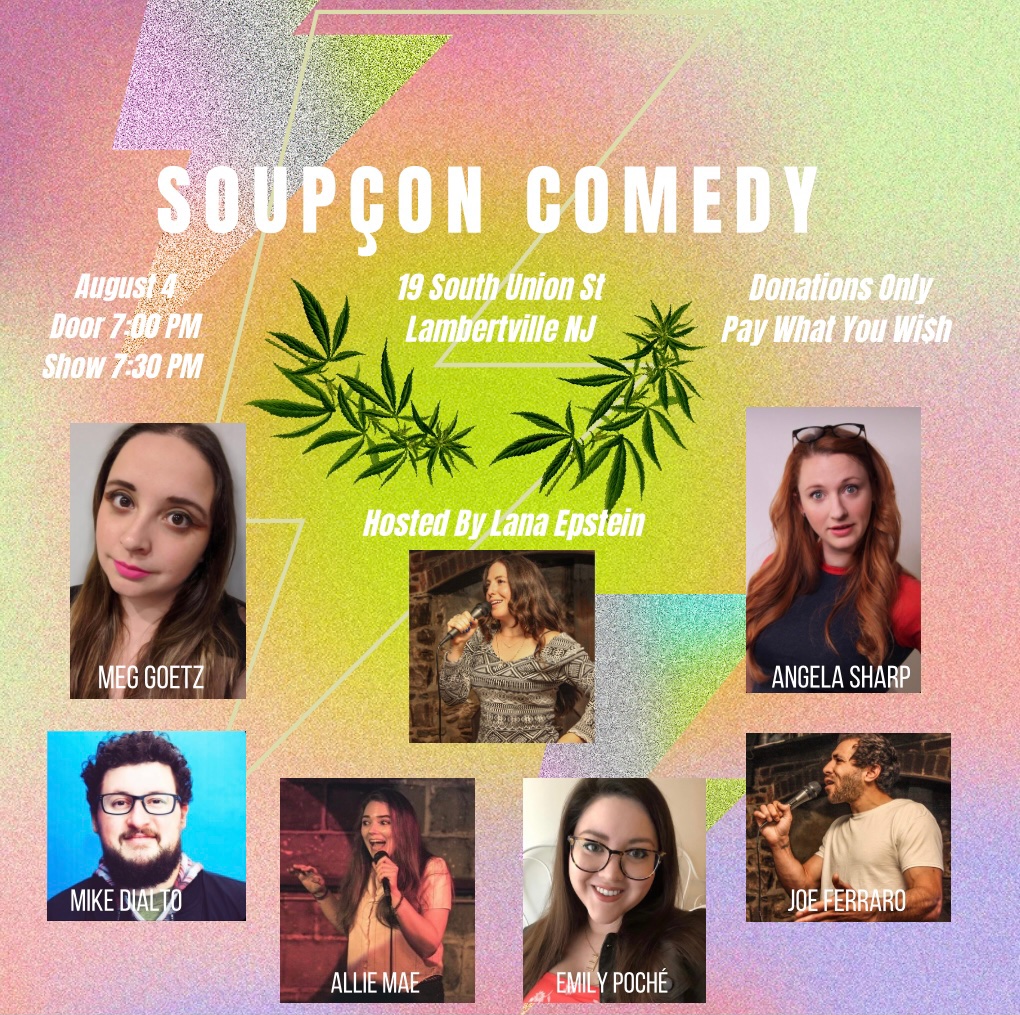 SOUPÇON COMEDY
August 4
Door 7:00 PM
Show 7:30 PM
19 South Union St
Lambertville NJ
Donations Only
Pay What You Wi$h
Hosted By Lana Epstein
MEG GOETZ
ANGELA SHARP
MIKE DIALTO
ALLIE MAE
EMILY POCHÉ
JOE FERRARO